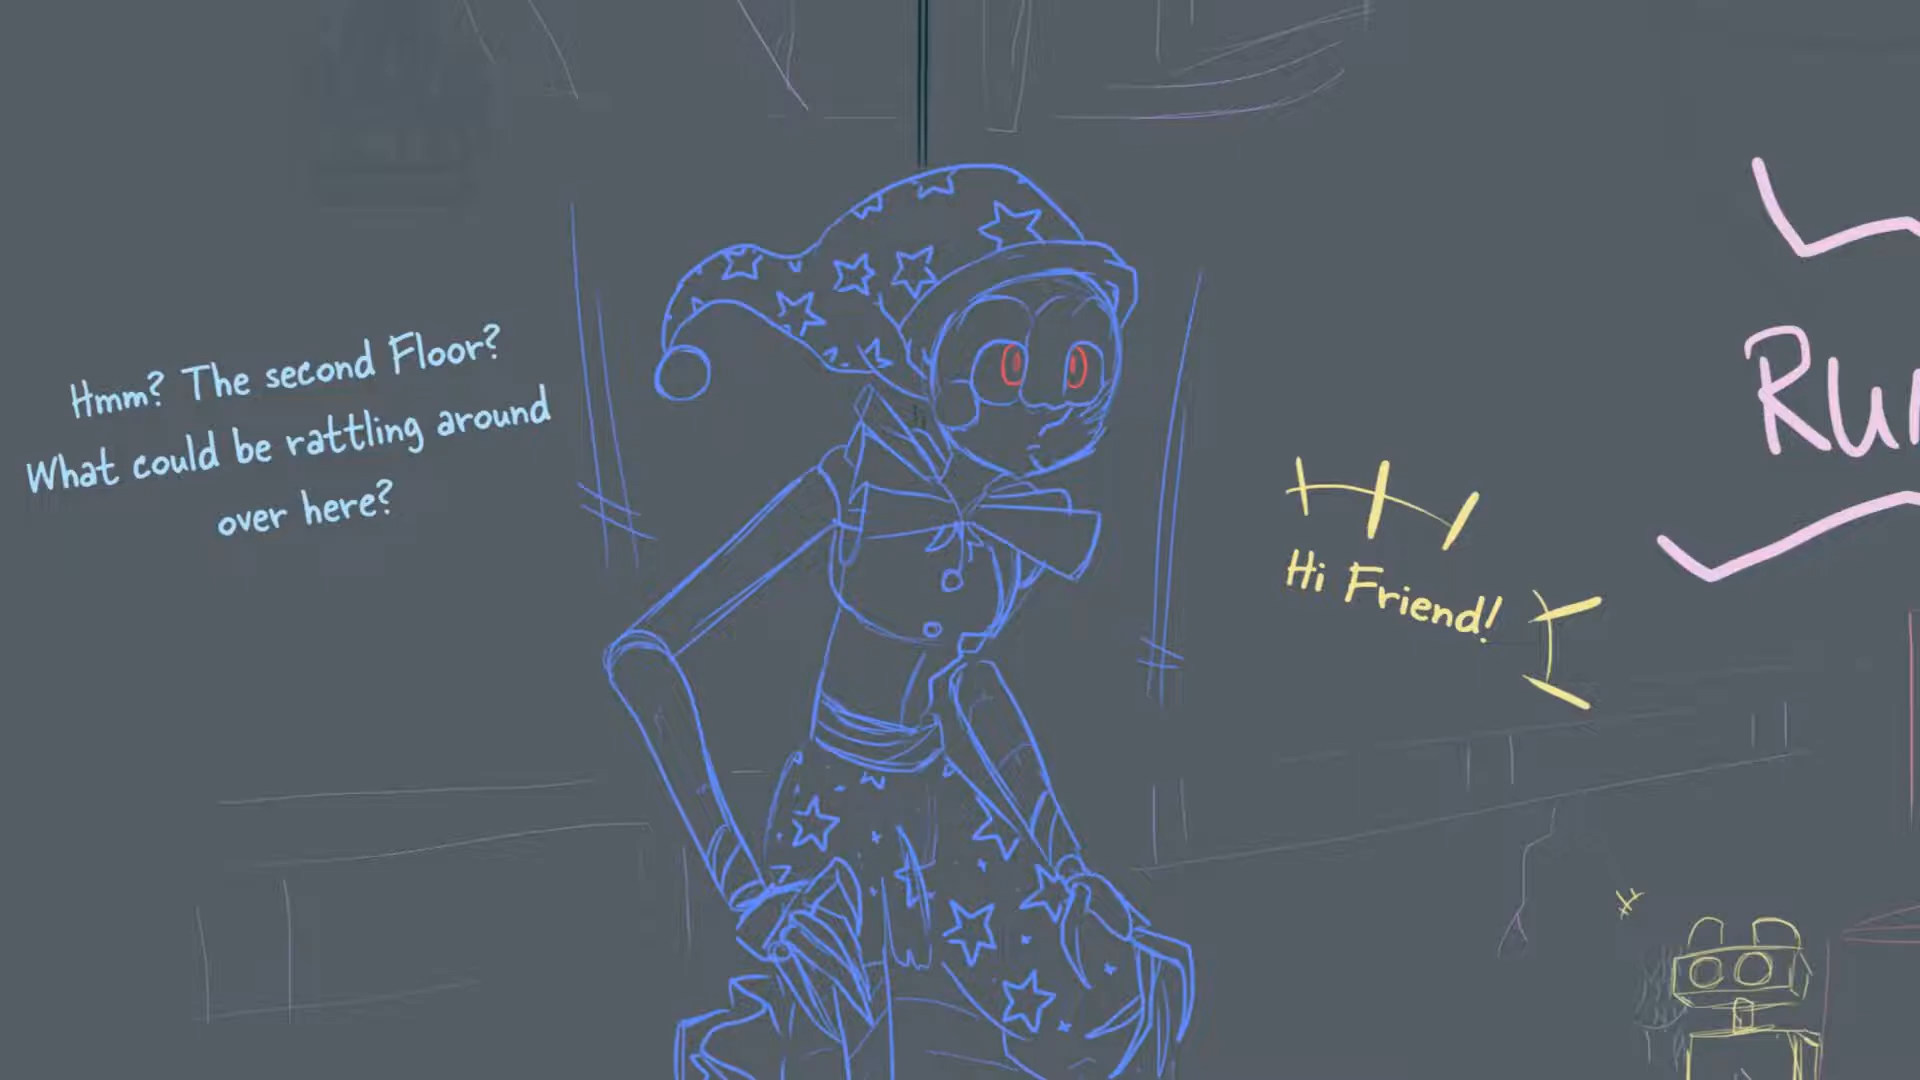 Hmm? The second Floor?
What could be rattling around
over here?
Hi Friend!